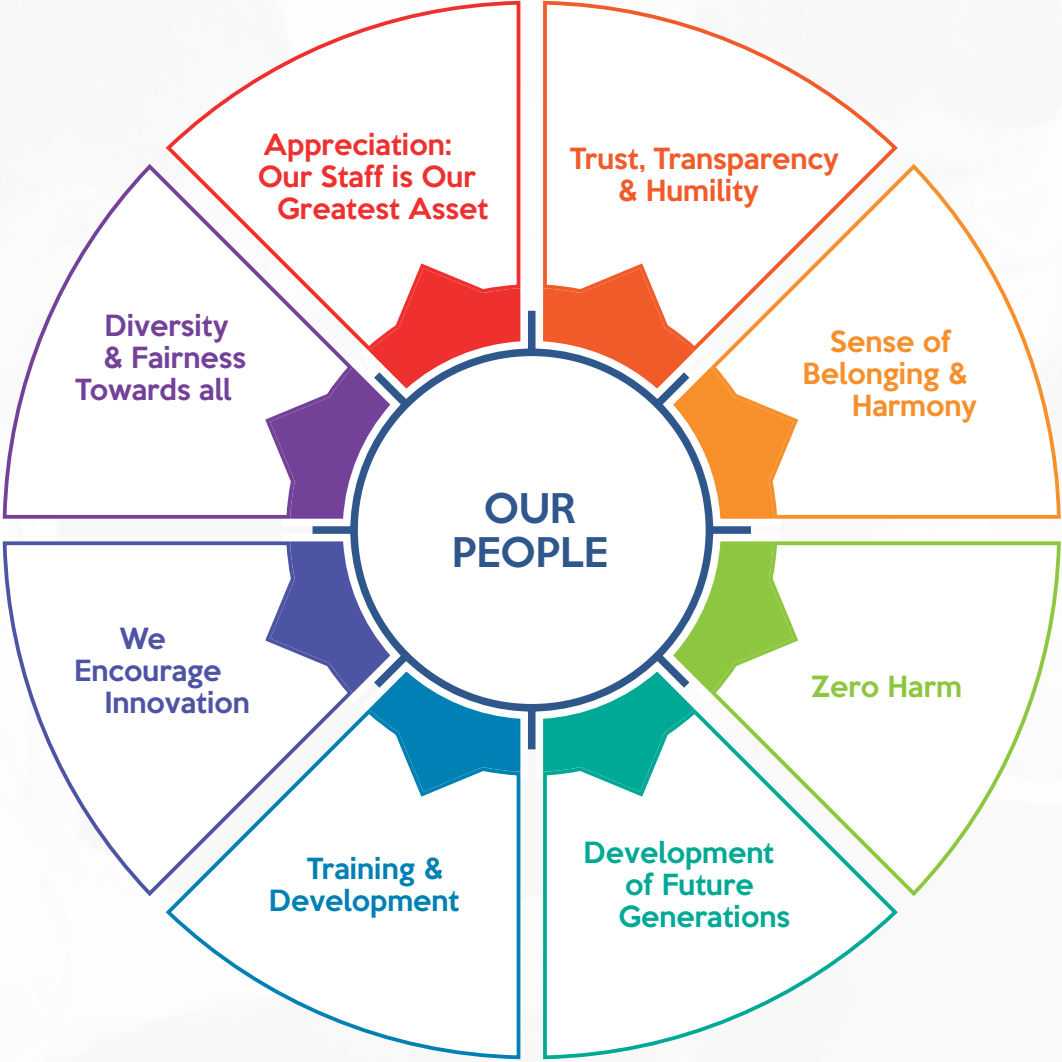 Appreciation:
Our Staff is Our
Greatest Asset
Trust, Transparency
& Humility
Sense of
Belonging &
Harmony
Zero Harm
Development
of Future
Generations
Training &
Development
We
Encourage
Innovation
Diversity
& Fairness
Towards all
OUR
PEOPLE